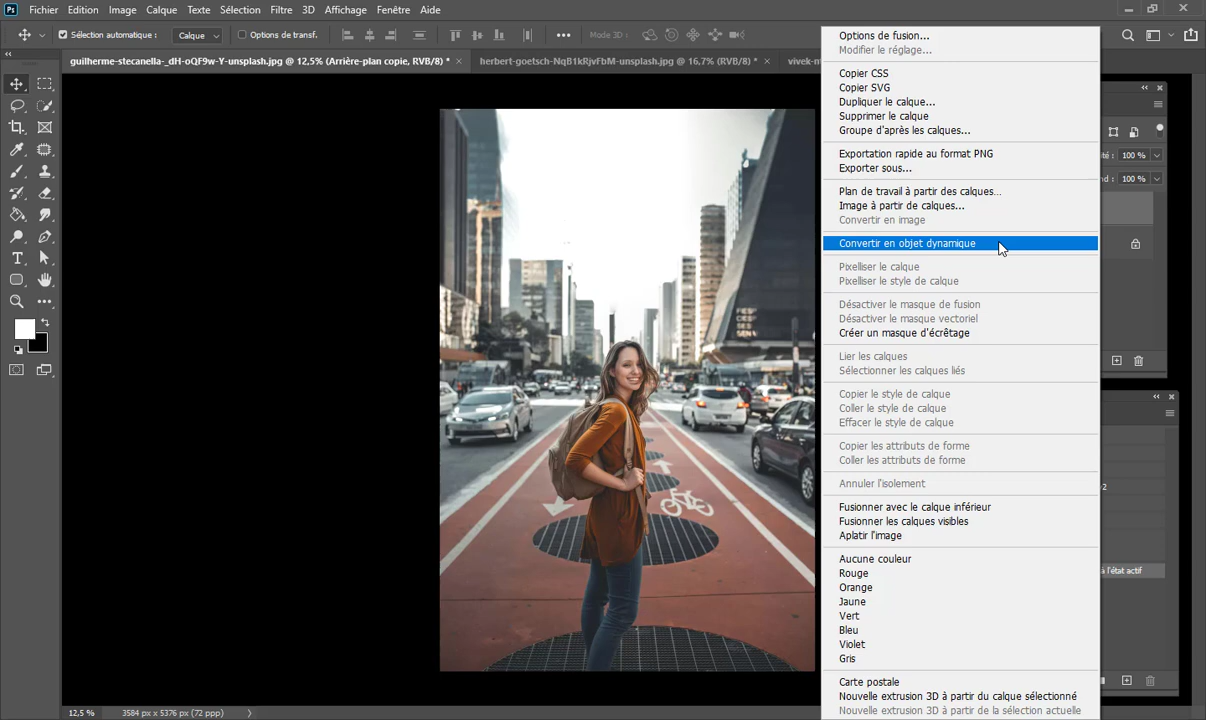 Ps Fichier Edition Image Calque Texte Sélection Filtre 3D Affichage Fenêtre Aide
Sélection automatique : Calque Options de transf. Mode 3D :
guilherme-stecanella-_dH-oQF9w-Y-unsplash.jpg @ 12,5% (Arrière-plan copie, RVB/8) * herbert-goetsch-NqB1kRjvFbM-unsplash.jpg @ 16,7% (RVB/8) *
Options de fusion...
Modifier le réglage...
Copier CSS
Copier SVG
Dupliquer le calque...
Supprimer le calque
Groupe d'après les calques...
Exportation rapide au format PNG
Exporter sous...
Plan de travail à partir des calques...
Image à partir de calques...
Convertir en image
Convertir en objet dynamique
Pixelliser le calque
Pixelliser le style de calque
Désactiver le masque de fusion
Désactiver le masque vectoriel
Créer un masque d'écrêtage
Lier les calques
Sélectionner les calques liés
Copier le style de calque
Coller le style de calque
Effacer le style de calque
Copier les attributs de forme
Coller les attributs de forme
Annuler l'isolement
Fusionner avec le calque inférieur
Fusionner les calques visibles
Aplatir l'image
Aucune couleur
Rouge
Orange
Jaune
Vert
Bleu
Violet
Gris
Carte postale
Nouvelle extrusion 3D à partir du calque sélectionné
Nouvelle extrusion 3D à partir de la sélection actuelle
100 %
100 %
à l'état actif
12,5 % 3584 px x 5376 px (72 ppp)